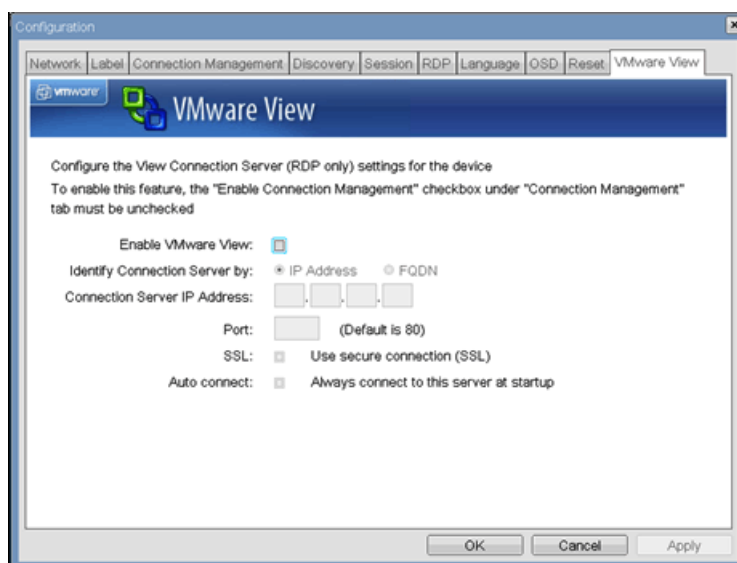 Configuration
Network Label Connection Management Discovery Session RDP Language OSD Reset VMware View
vmware
VMware View
Configure the View Connection Server (RDP only) settings for the device
To enable this feature, the "Enable Connection Management" checkbox under "Connection Management"
tab must be unchecked
Enable VMware View:
Identify Connection Server by: IP Address FQDN
Connection Server IP Address: . . .
Port: (Default is 80)
SSL: Use secure connection (SSL)
Auto connect: Always connect to this server at startup
OK Cancel Apply